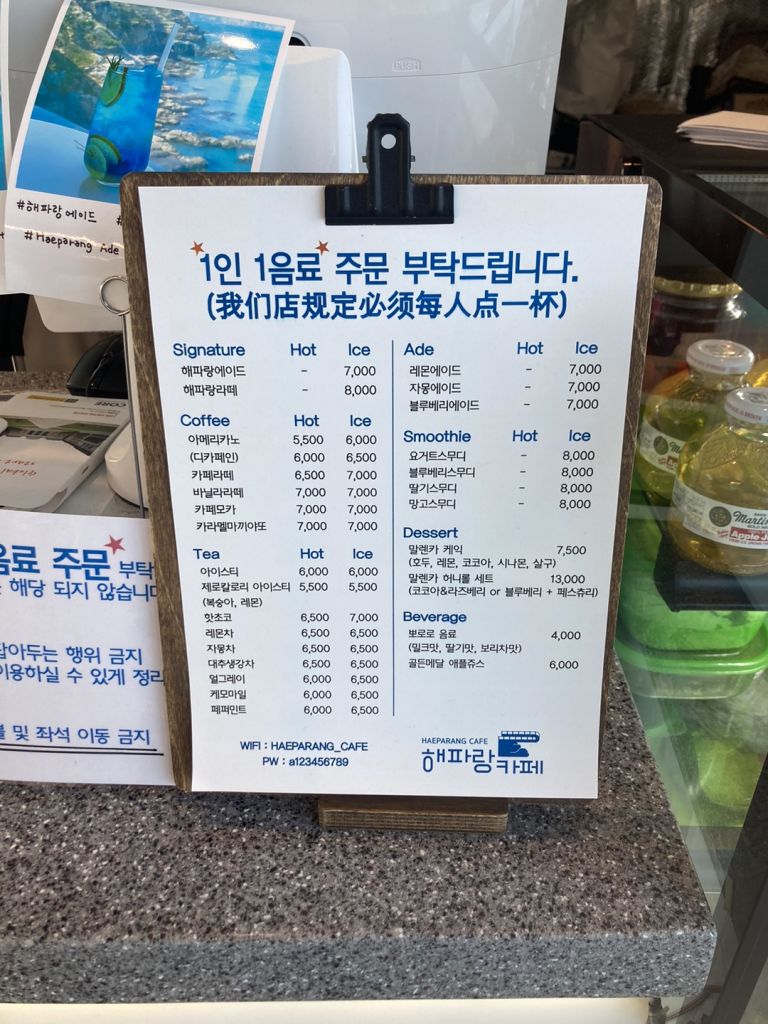 PUSH
#해파랑에이드 #
#Haeparang Ade
1인 1음료 주문 부탁드립니다.
(我们店规定必须每人点一杯)
Signature Hot Ice
해파랑에이드 - 7,000
해파랑라떼 - 8,000
Coffee Hot Ice
아메리카노 5,500 6,000
(디카페인) 6,000 6,500
카페라떼 6,500 7,000
바닐라라떼 7,000 7,000
카페모카 7,000 7,000
카라멜마끼야또 7,000 7,000
Tea Hot Ice
아이스티 6,000 6,000
제로칼로리 아이스티 5,500 5,500
(복숭아, 레몬)
핫초코 6,500 7,000
레몬차 6,500 6,500
자몽차 6,500 6,500
대추생강차 6,500 6,500
얼그레이 6,000 6,500
케모마일 6,000 6,500
페퍼민트 6,000 6,500
Ade Hot Ice
레몬에이드 - 7,000
자몽에이드 - 7,000
블루베리에이드 - 7,000
Smoothie Hot Ice
요거트스무디 - 8,000
블루베리스무디 - 8,000
딸기스무디 - 8,000
망고스무디 - 8,000
Dessert
말렌카 케익 7,500
(호두, 레몬, 코코아, 시나몬, 살구)
말렌카 허니롤 세트 13,000
(코코아&라즈베리 or 블루베리 + 페스츄리)
Beverage
뽀로로 음료 4,000
(밀크맛, 딸기맛, 보리차맛)
골든메달 애플쥬스 6,000
WIFI : HAEPARANG_CAFE
PW : a123456789
HAEPARANG CAFE
해파랑카페
음료 주문 부탁
해당 되지 않습니다
잡아두는 행위 금지
이용하실 수 있게 정리
및 좌석 이동 금지
CORE
global
start
Martin
Apple